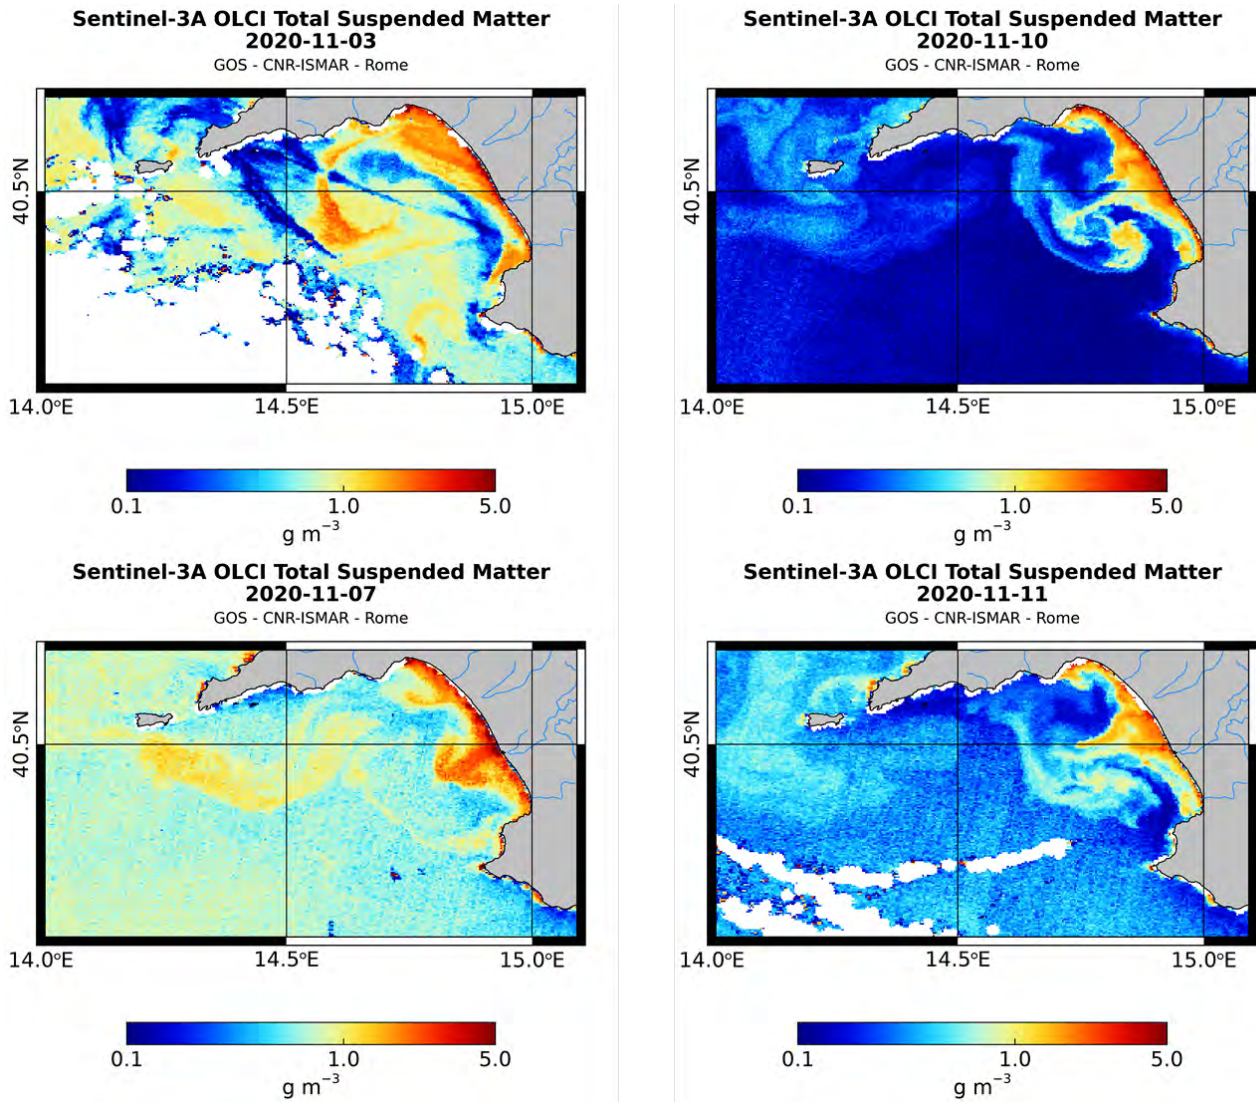 Sentinel-3A OLCI Total Suspended Matter
2020-11-03
GOS - CNR-ISMAR - Rome
40.5°N
14.0°E 14.5°E 15.0°E
0.1 1.0 5.0
g m⁻³
Sentinel-3A OLCI Total Suspended Matter
2020-11-10
GOS - CNR-ISMAR - Rome
40.5°N
14.0°E 14.5°E 15.0°E
0.1 1.0 5.0
g m⁻³
Sentinel-3A OLCI Total Suspended Matter
2020-11-07
GOS - CNR-ISMAR - Rome
40.5°N
14.0°E 14.5°E 15.0°E
0.1 1.0 5.0
g m⁻³
Sentinel-3A OLCI Total Suspended Matter
2020-11-11
GOS - CNR-ISMAR - Rome
40.5°N
14.0°E 14.5°E 15.0°E
0.1 1.0 5.0
g m⁻³